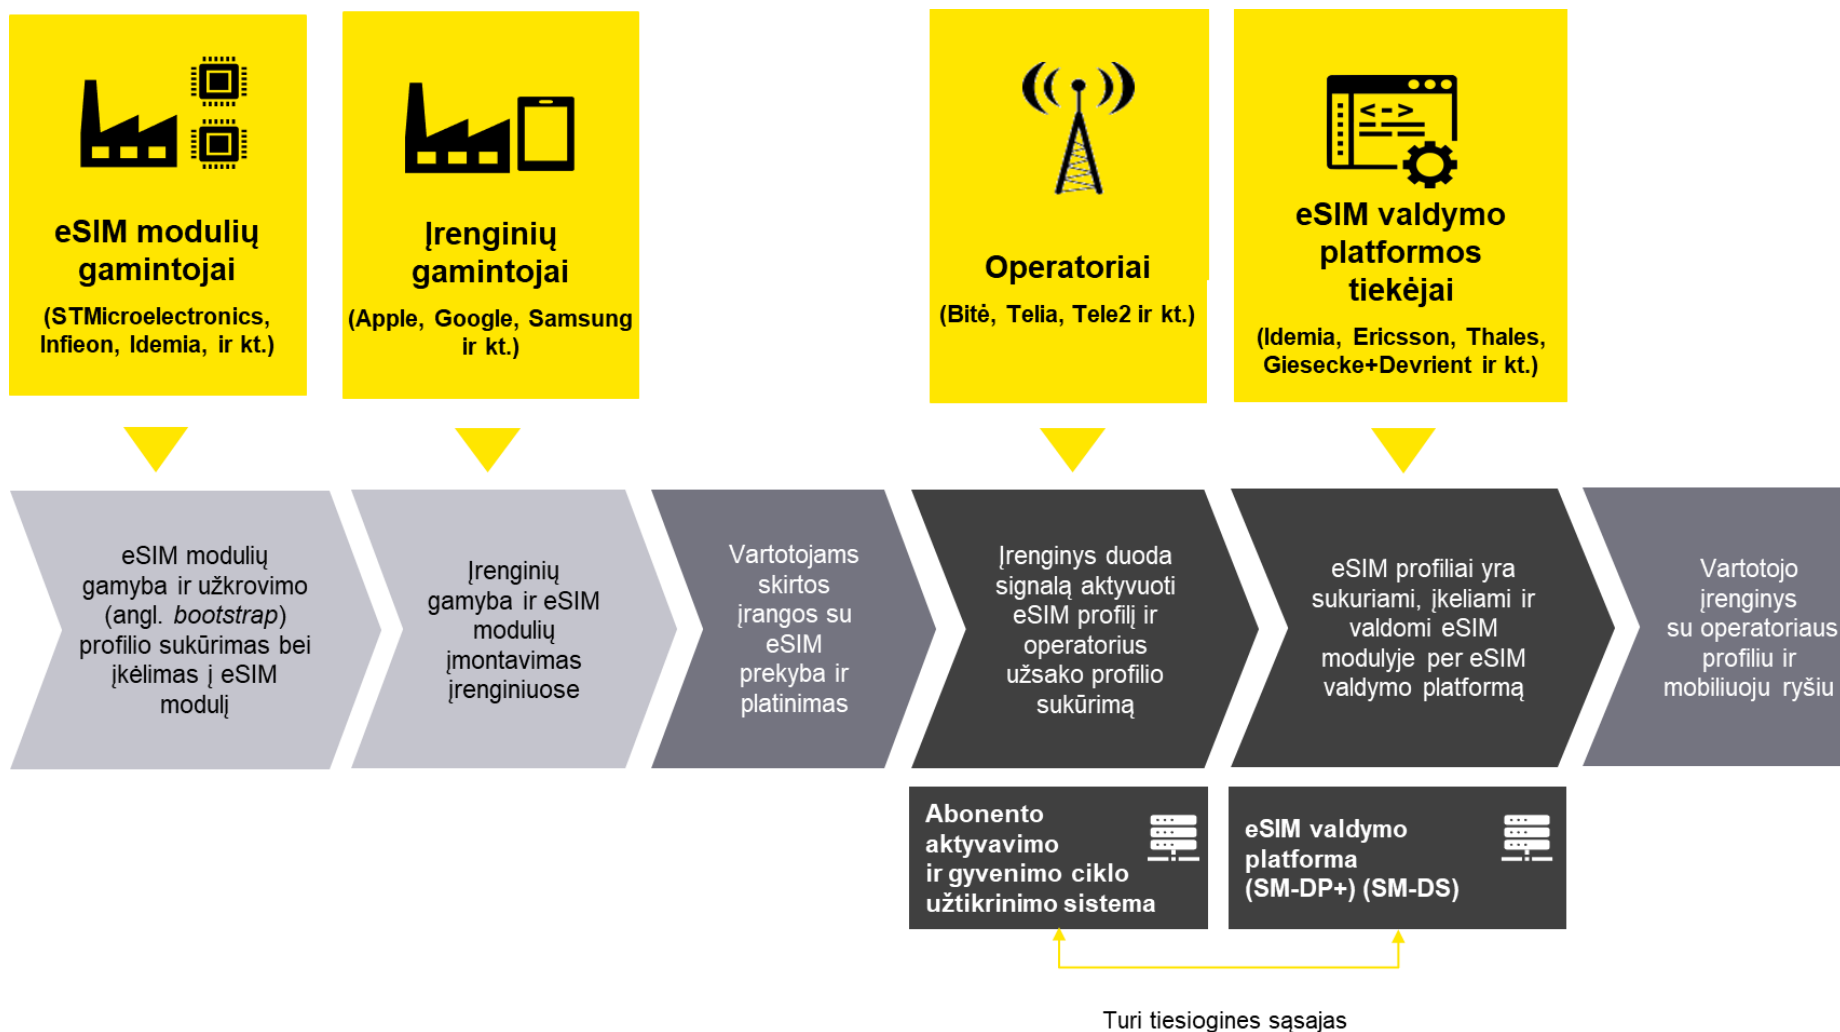 eSIM modulių
gamintojai
(STMicroelectronics,
Infieon, Idemia, ir kt.)
Įrenginių
gamintojai
(Apple, Google, Samsung
ir kt.)
Operatoriai
(Bitė, Telia, Tele2 ir kt.)
<->
eSIM valdymo
platformos
tiekėjai
(Idemia, Ericsson, Thales,
Giesecke+Devrient ir kt.)
eSIM modulių
gamyba ir užkrovimo
(angl. bootstrap)
profilio sukūrimas bei
įkėlimas į eSIM
modulį
Įrenginių
gamyba ir eSIM
modulių
įmontavimas
įrenginiuose
Vartotojams
skirtos
įrangos su
eSIM
prekyba ir
platinimas
Įrenginys duoda
signalą aktyvuoti
eSIM profilį ir
operatorius
užsako profilio
sukūrimą
eSIM profiliai yra
sukuriami, įkeliami ir
valdomi eSIM
modulyje per eSIM
valdymo platformą
Vartotojo
įrenginys
su operatoriaus
profiliu ir
mobiliuoju ryšiu
Abonento
aktyvavimo
ir gyvenimo ciklo
užtikrinimo sistema
eSIM valdymo
platforma
(SM-DP+) (SM-DS)
Turi tiesiogines sąsajas